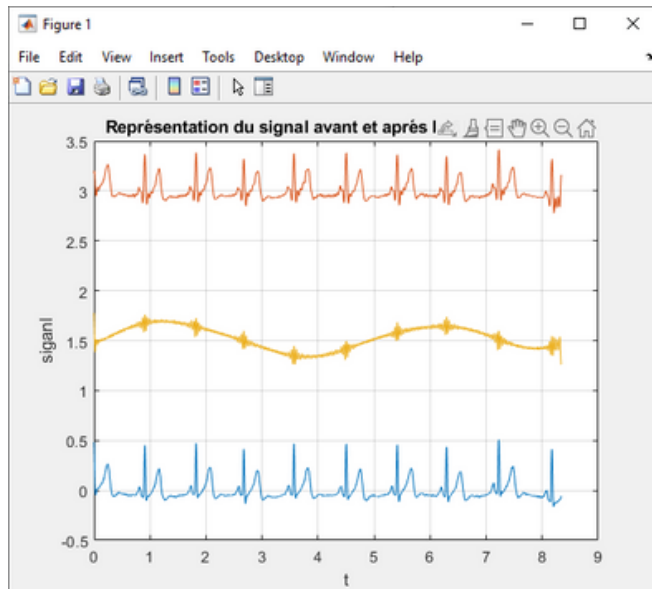 Figure 1
File Edit View Insert Tools Desktop Window Help
Représentation du signal avant et aprés l
3.5
3
2.5
2
1.5
1
0.5
0
-0.5
siganl
0 1 2 3 4 5 6 7 8 9
t